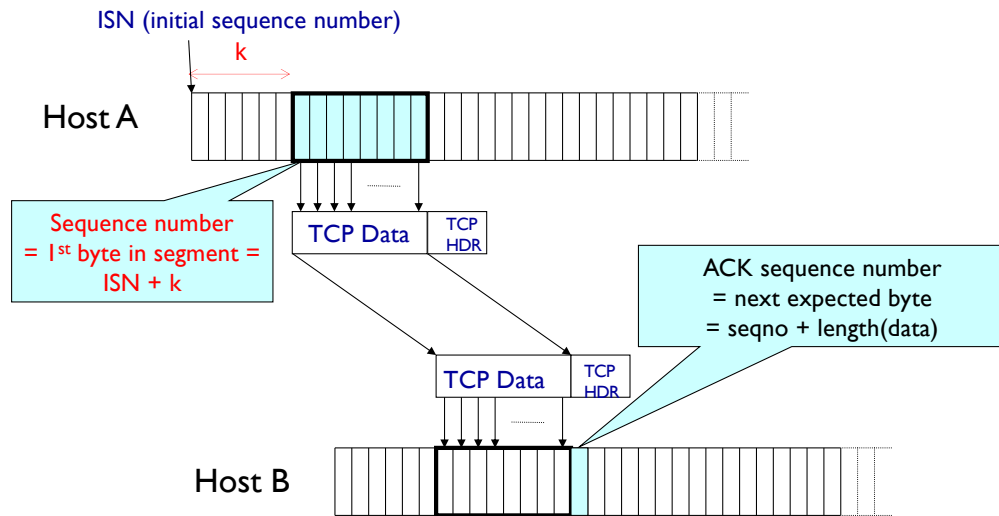 ISN (initial sequence number)
k
Host A
Sequence number
= 1st byte in segment =
ISN + k
TCP Data
TCP
HDR
ACK sequence number
= next expected byte
= seqno + length(data)
TCP Data
TCP
HDR
Host B